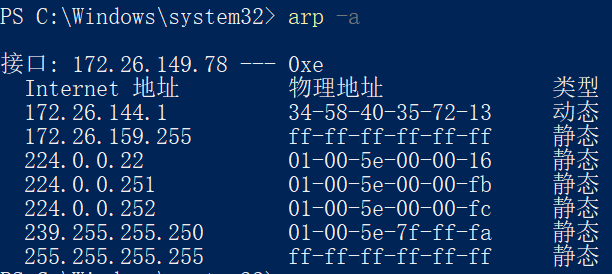 PS C:\Windows\system32> arp -a
接口: 172.26.149.78 --- 0xe
Internet 地址 物理地址 类型
172.26.144.1 34-58-40-35-72-13 动态
172.26.159.255 ff-ff-ff-ff-ff-ff 静态
224.0.0.22 01-00-5e-00-00-16 静态
224.0.0.251 01-00-5e-00-00-fb 静态
224.0.0.252 01-00-5e-00-00-fc 静态
239.255.255.250 01-00-5e-7f-ff-fa 静态
255.255.255.255 ff-ff-ff-ff-ff-ff 静态
PS C:\Windows\system32>